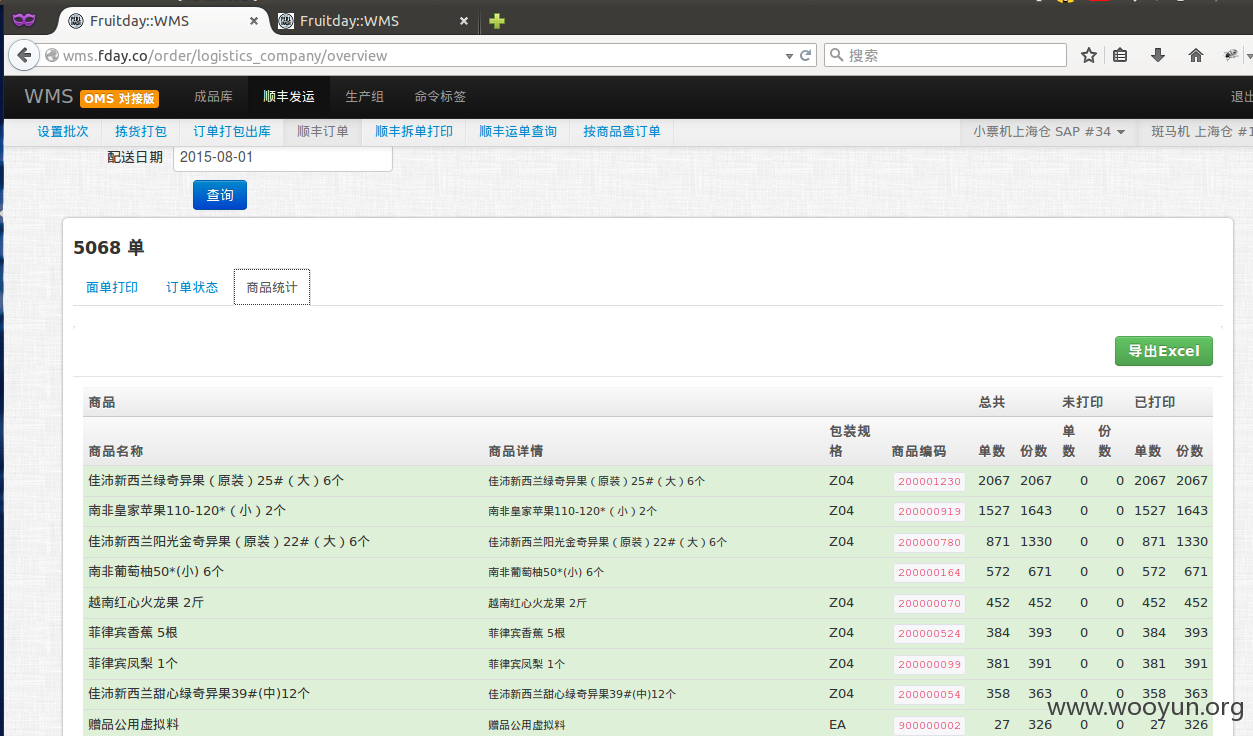 Fruitday::WMS × Fruitday::WMS ×
wms.fday.co/order/logistics_company/overview 搜索
WMS OMS 对接版 成品库 顺丰发运 生产组 命令标签
设置批次 拣货打包 订单打包出库 顺丰订单 顺丰拆单打印 顺丰运单查询 按商品查订单 小票机上海仓 SAP #34 斑马机 上海仓
配送日期 2015-08-01
查询
5068 单
面单打印 订单状态 商品统计
导出Excel
商品 总共 未打印 已打印
商品名称 商品详情 包装规格 商品编码 单数 份数 单数 份数 单数 份数
佳沛新西兰绿奇异果（原装）25#（大）6个 佳沛新西兰绿奇异果（原装）25#（大）6个 Z04 200001230 2067 2067 0 0 2067 2067
南非皇家苹果110-120*（小）2个 南非皇家苹果110-120*（小）2个 Z04 200000919 1527 1643 0 0 1527 1643
佳沛新西兰阳光金奇异果（原装）22#（大）6个 佳沛新西兰阳光金奇异果（原装）22#（大）6个 Z04 200000780 871 1330 0 0 871 1330
南非葡萄柚50*(小) 6个 南非葡萄柚50*(小) 6个 200000164 572 671 0 0 572 671
越南红心火龙果 2斤 越南红心火龙果 2斤 Z04 200000070 452 452 0 0 452 452
菲律宾香蕉 5根 菲律宾香蕉 5根 Z04 200000524 384 393 0 0 384 393
菲律宾凤梨 1个 菲律宾凤梨 1个 Z04 200000099 381 391 0 0 381 391
佳沛新西兰甜心绿奇异果39#(中)12个 佳沛新西兰甜心绿奇异果39#(中)12个 Z04 200000054 358 363 0 0 358 363
赠品公用虚拟料 赠品公用虚拟料 EA 900000002 27 326 0 0 27 326
www.wooyun.org